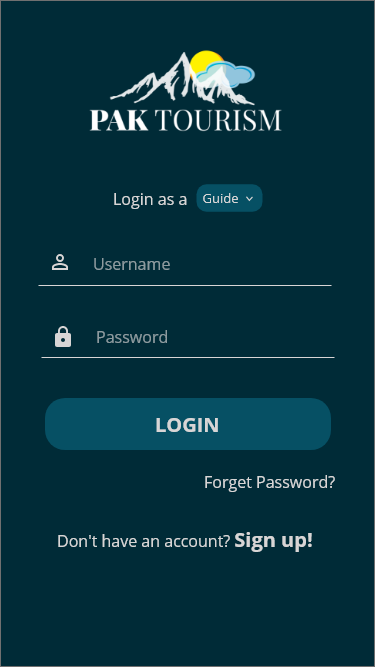 PAK TOURISM
Login as a Guide
Username
Password
LOGIN
Forget Password?
Don't have an account? Sign up!